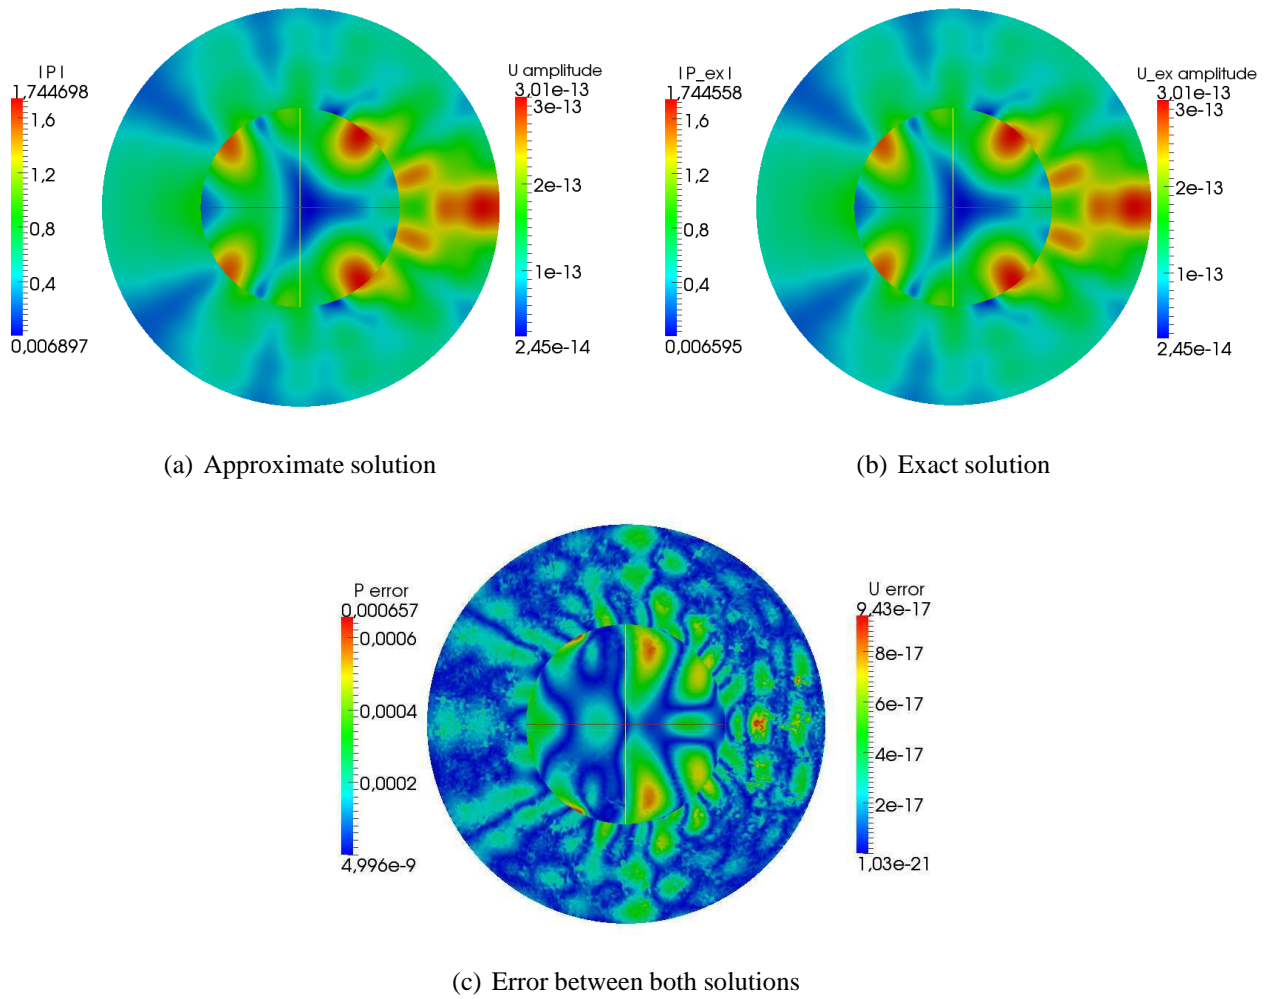 |P|
1,744698
1,6
1,2
0,8
0,4
0,006897
U amplitude
3,01e-13
3e-13
2e-13
1e-13
2,45e-14
|P_ex|
1,744558
1,6
1,2
0,8
0,4
0,006595
U_ex amplitude
3,01e-13
3e-13
2e-13
1e-13
2,45e-14
(a) Approximate solution
(b) Exact solution
P error
0,000657
0,0006
0,0004
0,0002
4,996e-9
U error
9,43e-17
8e-17
6e-17
4e-17
2e-17
1,03e-21
(c) Error between both solutions